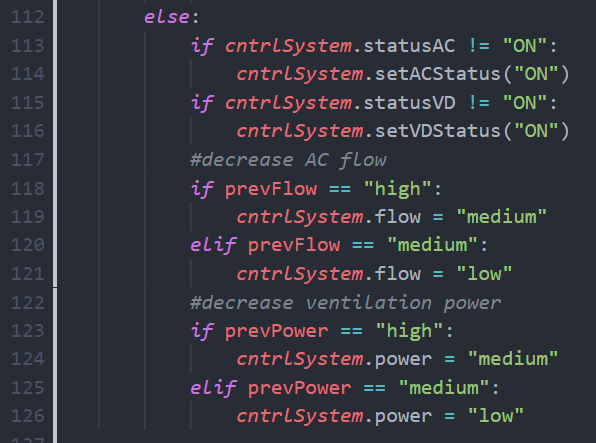 112 else:
113 if cntrlSystem.statusAC != "ON":
114 cntrlSystem.setACStatus("ON")
115 if cntrlSystem.statusVD != "ON":
116 cntrlSystem.setVDStatus("ON")
117 #decrease AC flow
118 if prevFlow == "high":
119 cntrlSystem.flow = "medium"
120 elif prevFlow == "medium":
121 cntrlSystem.flow = "low"
122 #decrease ventilation power
123 if prevPower == "high":
124 cntrlSystem.power = "medium"
125 elif prevPower == "medium":
126 cntrlSystem.power = "low"